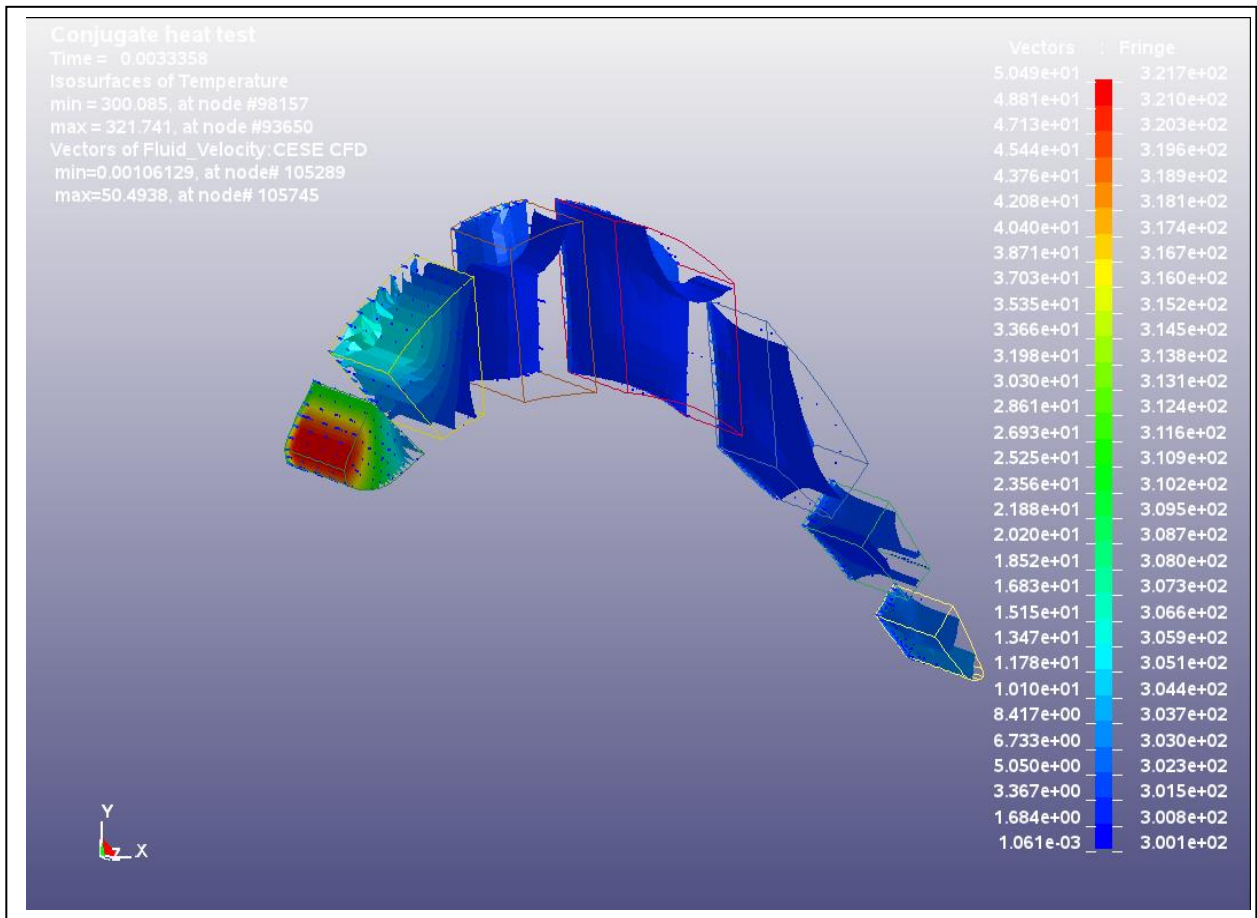 Conjugate heat test
Time = 0.0033358
Isosurfaces of Temperature
min = 300.085, at node #98157
max = 321.741, at node #93650
Vectors of Fluid_Velocity:CESE CFD
min=0.00106129, at node# 105289
max=50.4938, at node# 105745
Vectors : Fringe
5.049e+01 3.217e+02
4.881e+01 3.210e+02
4.713e+01 3.203e+02
4.544e+01 3.196e+02
4.376e+01 3.189e+02
4.208e+01 3.181e+02
4.040e+01 3.174e+02
3.871e+01 3.167e+02
3.703e+01 3.160e+02
3.535e+01 3.152e+02
3.366e+01 3.145e+02
3.198e+01 3.138e+02
3.030e+01 3.131e+02
2.861e+01 3.124e+02
2.693e+01 3.116e+02
2.525e+01 3.109e+02
2.356e+01 3.102e+02
2.188e+01 3.095e+02
2.020e+01 3.087e+02
1.852e+01 3.080e+02
1.683e+01 3.073e+02
1.515e+01 3.066e+02
1.347e+01 3.059e+02
1.178e+01 3.051e+02
1.010e+01 3.044e+02
8.417e+00 3.037e+02
6.733e+00 3.030e+02
5.050e+00 3.023e+02
3.367e+00 3.015e+02
1.684e+00 3.008e+02
1.061e-03 3.001e+02
Y
Z X